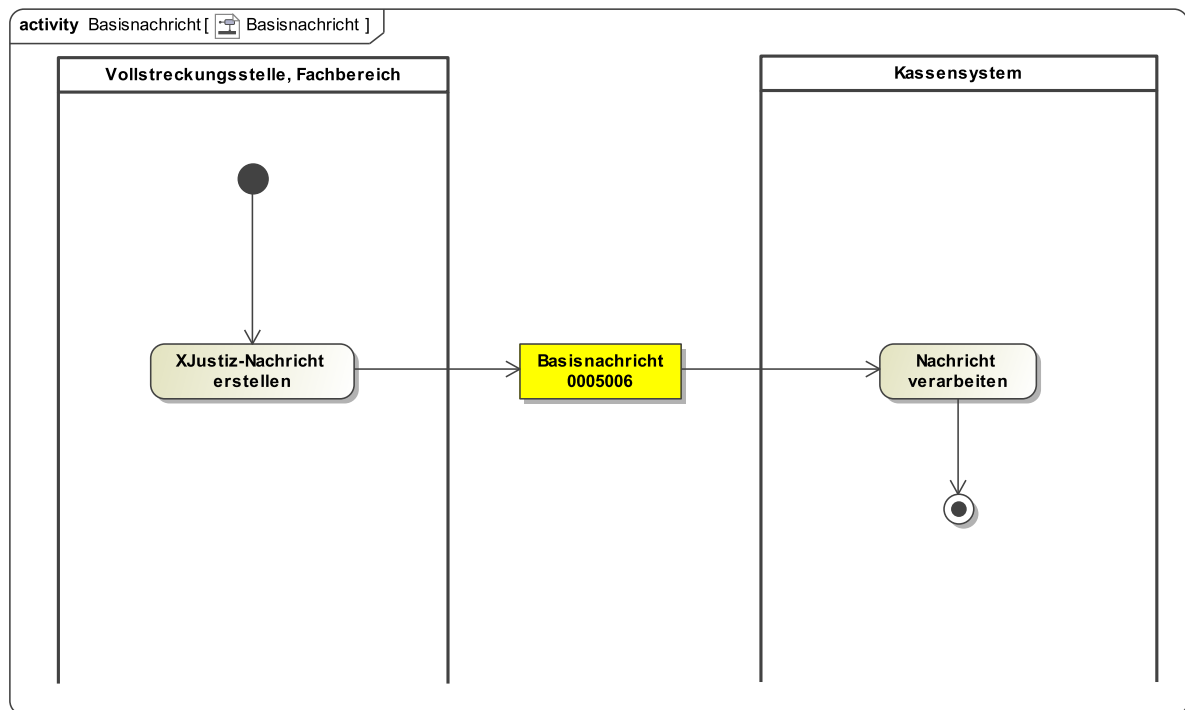 activity Basisnachricht [ Basisnachricht ]
Vollstreckungsstelle, Fachbereich
Kassensystem
XJustiz-Nachricht
erstellen
Basisnachricht
0005006
Nachricht
verarbeiten